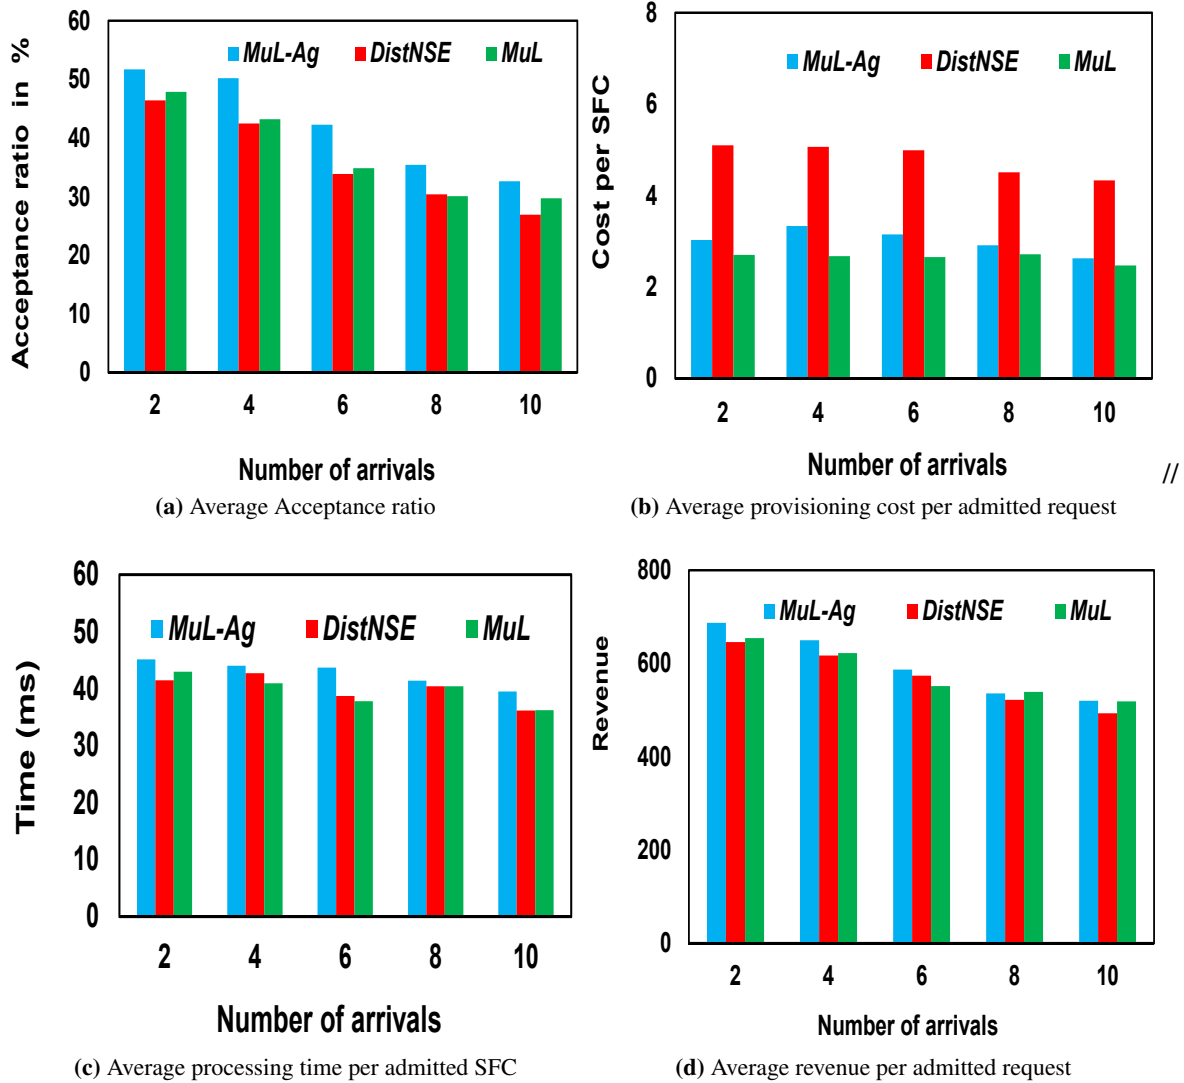 60
50
40
30
20
10
0
Acceptance ratio in %
MuL-Ag DistNSE MuL
2 4 6 8 10
Number of arrivals
(a) Average Acceptance ratio
8
6
4
2
0
Cost per SFC
MuL-Ag DistNSE MuL
2 4 6 8 10
Number of arrivals
//
(b) Average provisioning cost per admitted request
60
50
40
30
20
10
0
Time (ms)
MuL-Ag DistNSE MuL
2 4 6 8 10
Number of arrivals
(c) Average processing time per admitted SFC
800
600
400
200
0
Revenue
MuL-Ag DistNSE MuL
2 4 6 8 10
Number of arrivals
(d) Average revenue per admitted request